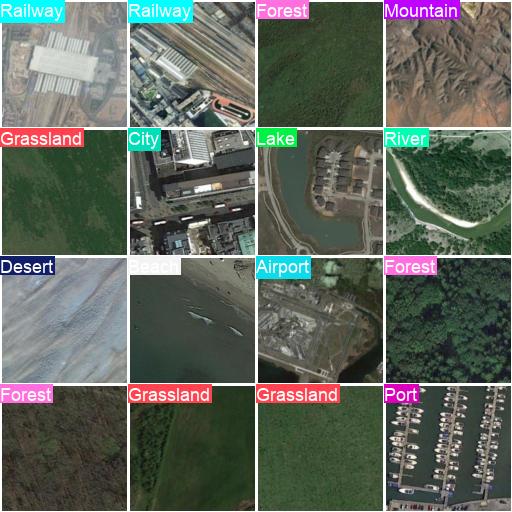 Railway
Railway
Forest
Mountain
Grassland
City
Lake
River
Desert
Beach
Airport
Forest
Forest
Grassland
Grassland
Port